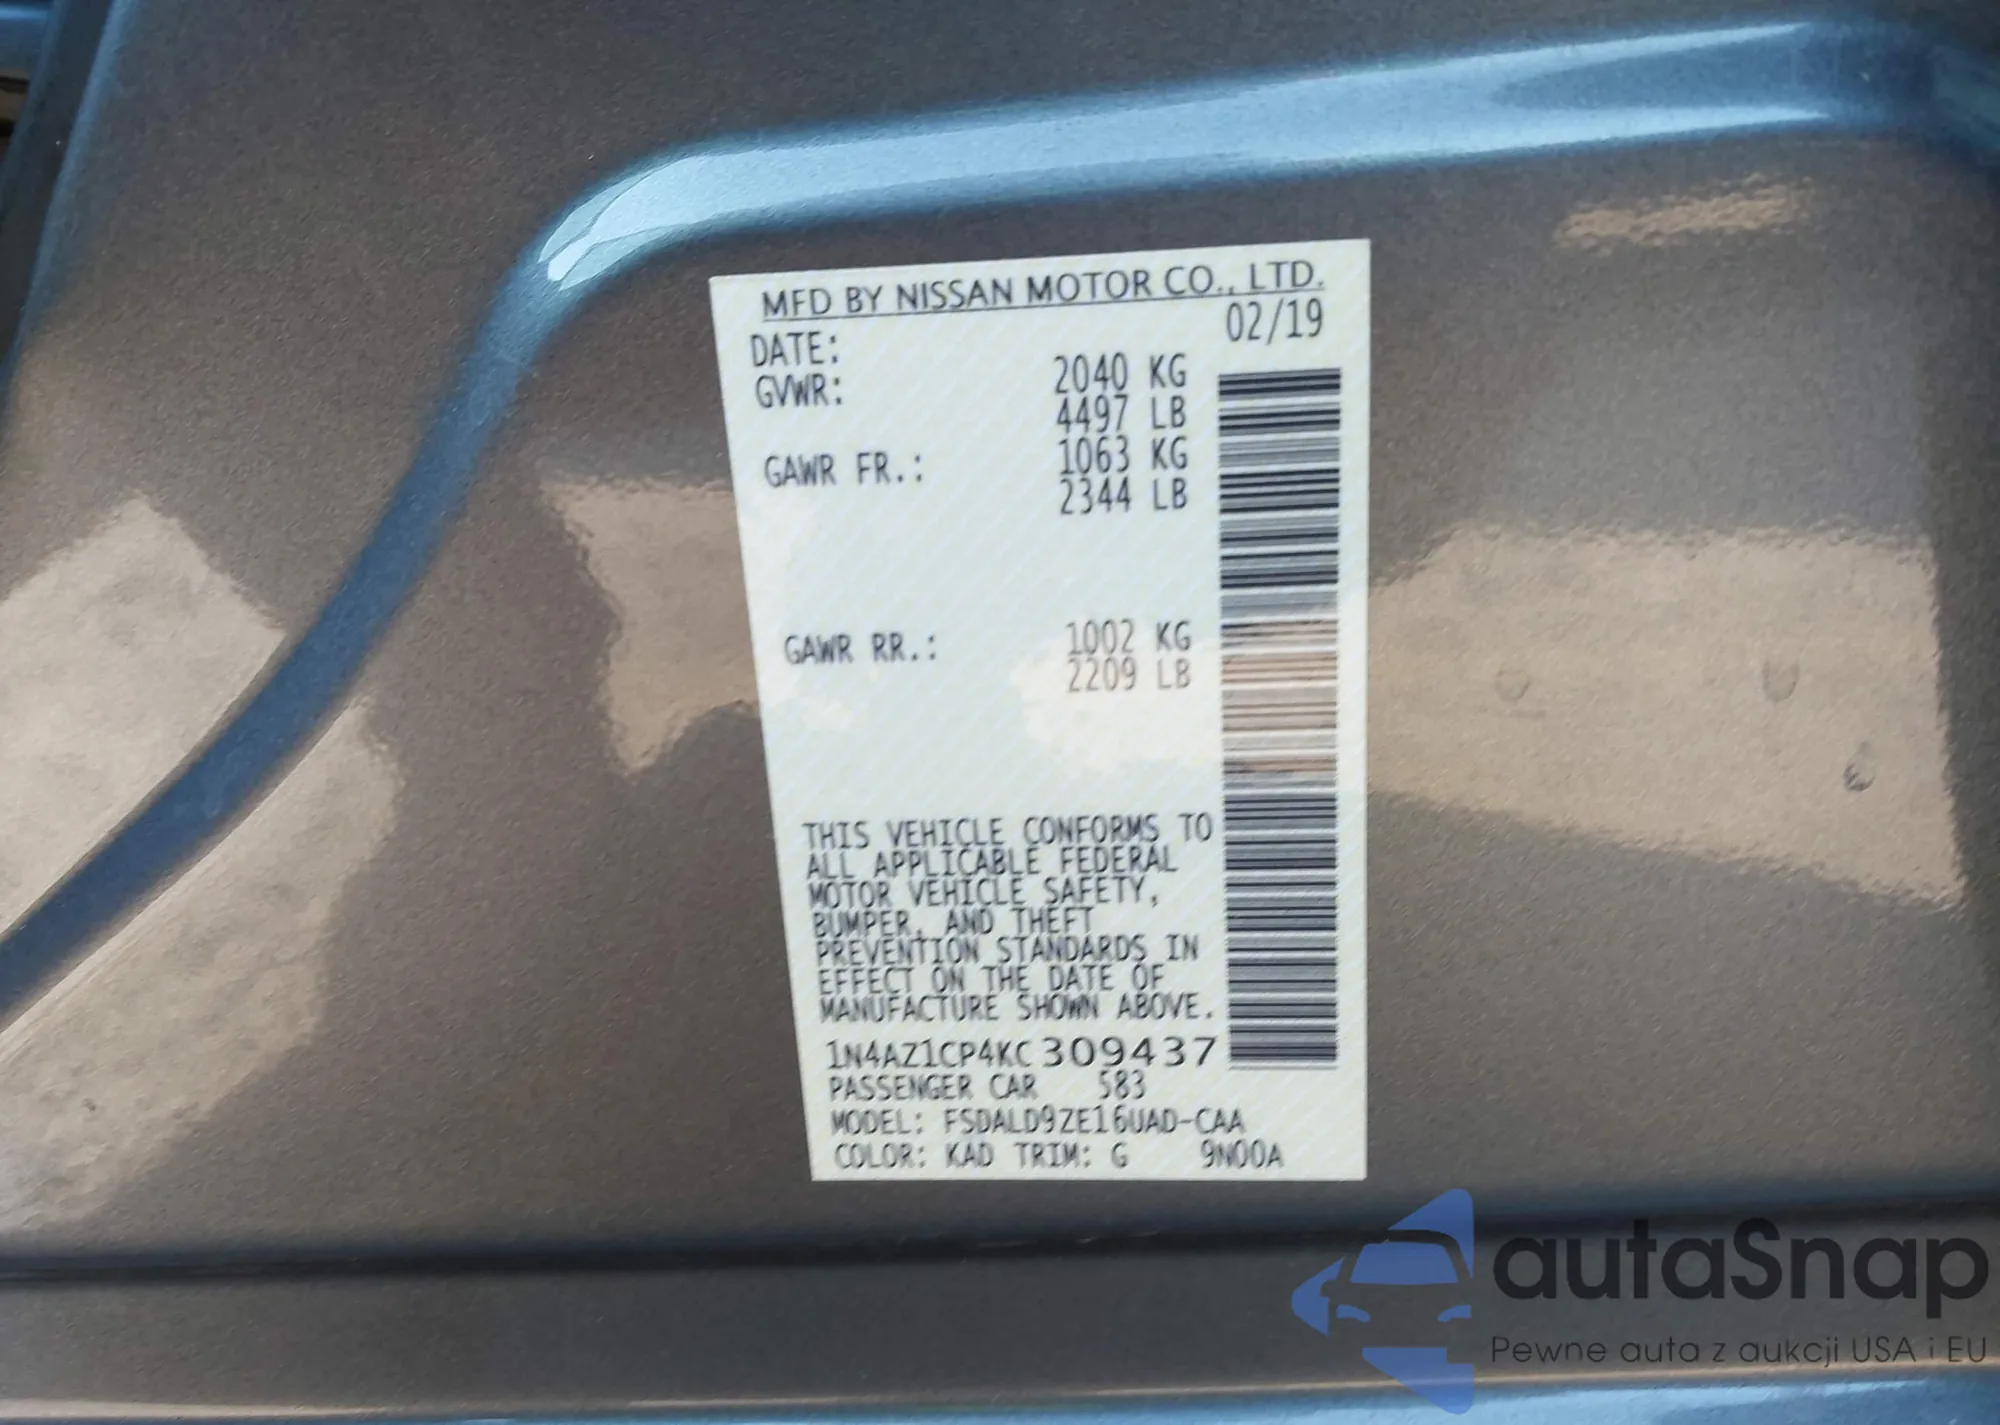 MFD BY NISSAN MOTOR CO., LTD.
DATE: 02/19
GVWR: 2040 KG
4497 LB
GAWR FR.: 1063 KG
2344 LB
GAWR RR.: 1002 KG
2209 LB
THIS VEHICLE CONFORMS TO
ALL APPLICABLE FEDERAL
MOTOR VEHICLE SAFETY,
BUMPER, AND THEFT
PREVENTION STANDARDS IN
EFFECT ON THE DATE OF
MANUFACTURE SHOWN ABOVE.
1N4AZ1CP4KC309437
PASSENGER CAR 583
MODEL: FSDALD9ZE16UAD-CAA
COLOR: KAD TRIM: G 9N00A
autaSnap
Pewne auta z aukcji USA i EU